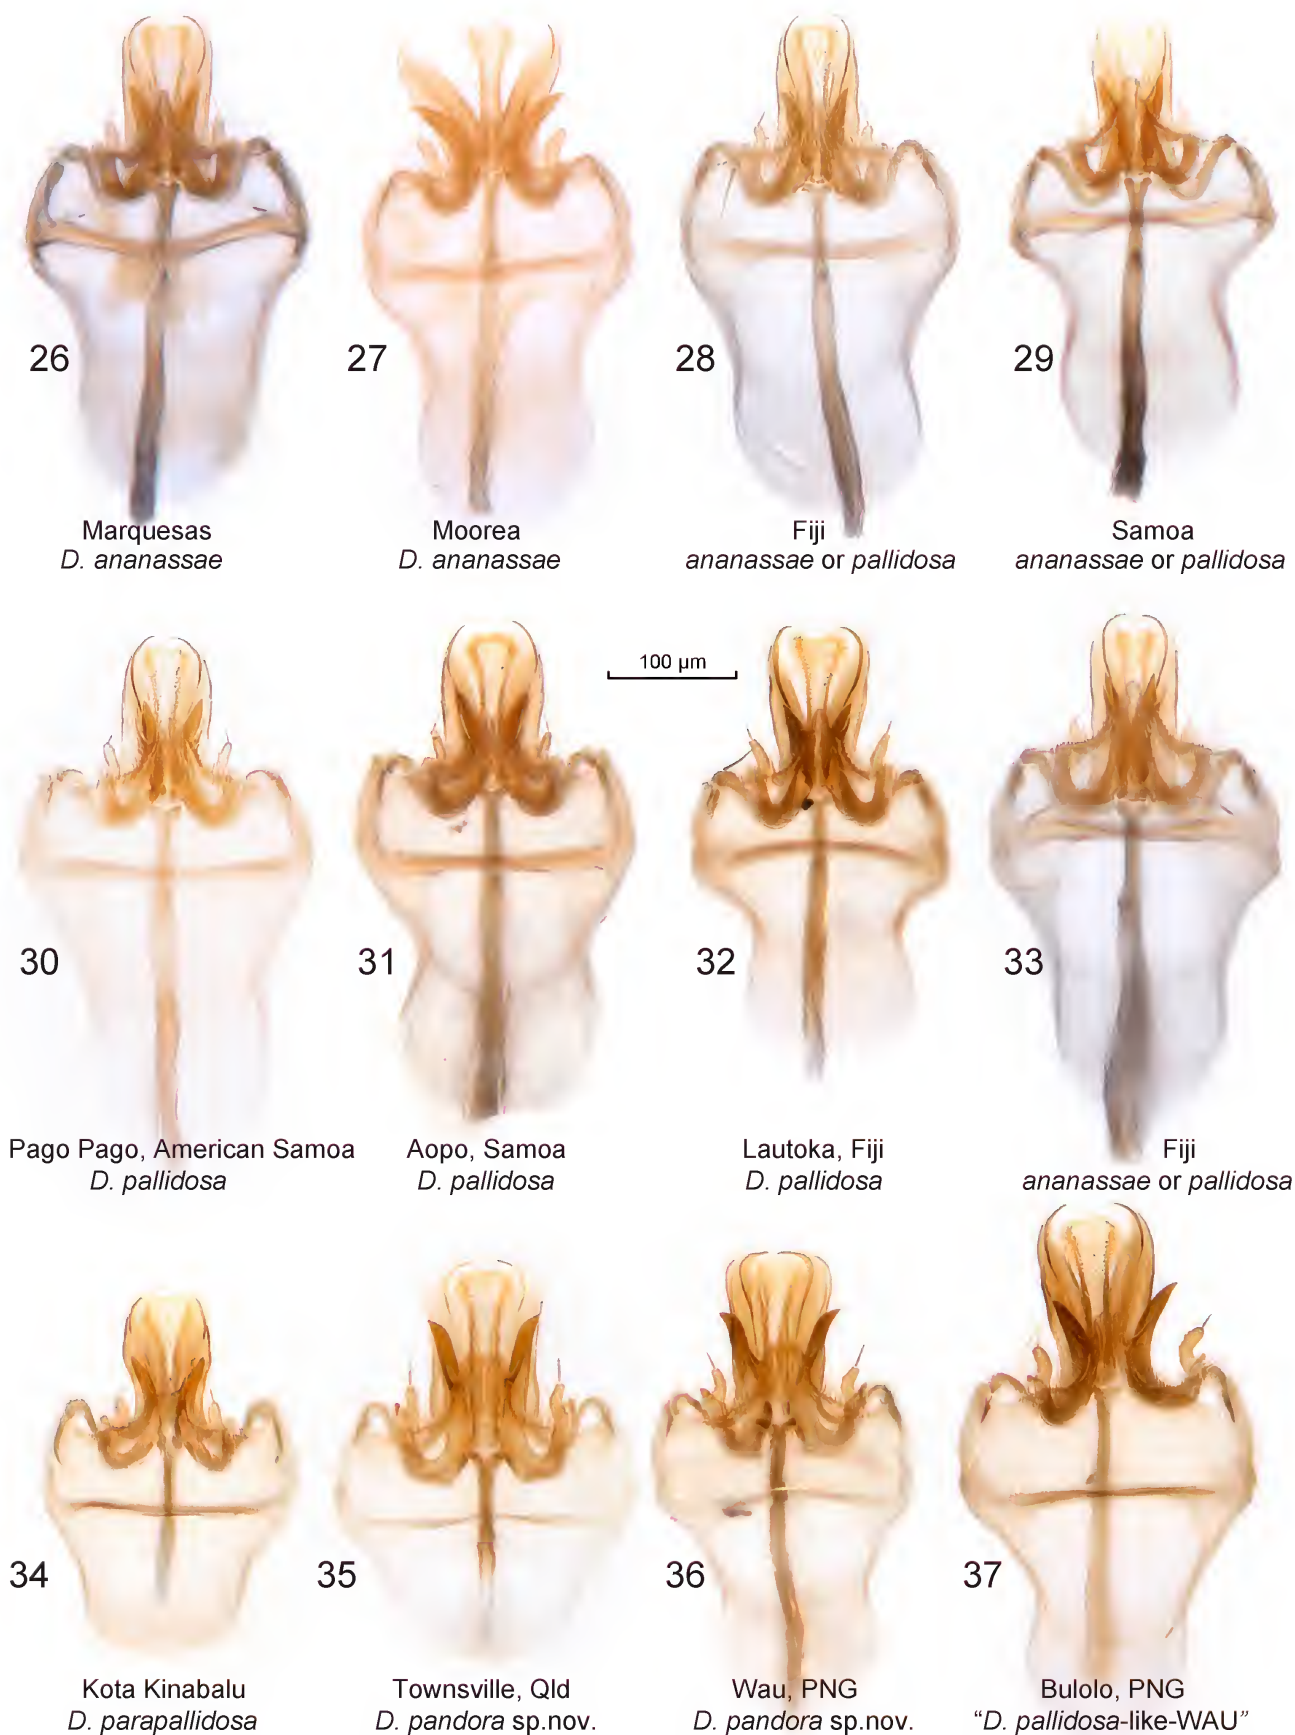 26
27
28
29
Marquesas
D. ananassae
Moorea
D. ananassae
Fiji
ananassae or pallidosa
Samoa
ananassae or pallidosa
100 µm
30
31
32
33
Pago Pago, American Samoa
D. pallidosa
Aopo, Samoa
D. pallidosa
Lautoka, Fiji
D. pallidosa
Fiji
ananassae or pallidosa
34
35
36
37
Kota Kinabalu
D. parapallidosa
Townsville, Qld
D. pandora sp.nov.
Wau, PNG
D. pandora sp.nov.
Bulolo, PNG
“D. pallidosa-like-WAU”